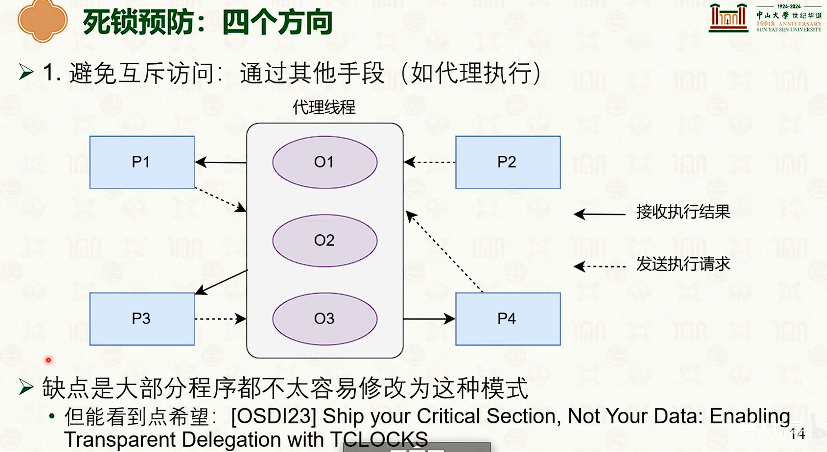 死锁预防：四个方向
1924-2024
中山大學 世纪华诞
100th ANNIVERSARY
SUN YAT-SEN UNIVERSITY
➢ 1. 避免互斥访问：通过其他手段（如代理执行）
代理线程
P1
O1
P2
接收执行结果
O2
发送执行请求
P3
O3
P4
➢ 缺点是大部分程序都不太容易修改为这种模式
• 但能看到点希望：[OSDI23] Ship your Critical Section, Not Your Data: Enabling
Transparent Delegation with TCLOCKS
14